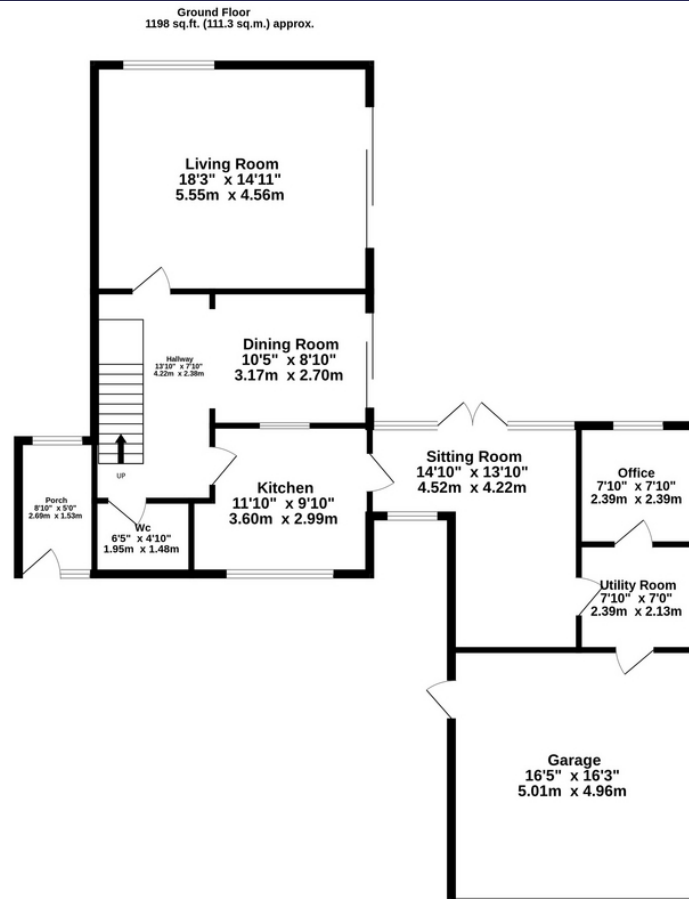 Ground Floor
1198 sq.ft. (111.3 sq.m.) approx.
Living Room
18'3" x 14'11"
5.55m x 4.56m
Dining Room
10'5" x 8'10"
3.17m x 2.70m
Hallway
13'10" x 7'10"
4.22m x 2.38m
UP
Porch
8'10" x 5'0"
2.69m x 1.53m
Wc
6'5" x 4'10"
1.95m x 1.48m
Kitchen
11'10" x 9'10"
3.60m x 2.99m
Sitting Room
14'10" x 13'10"
4.52m x 4.22m
Office
7'10" x 7'10"
2.39m x 2.39m
Utility Room
7'10" x 7'0"
2.39m x 2.13m
Garage
16'5" x 16'3"
5.01m x 4.96m